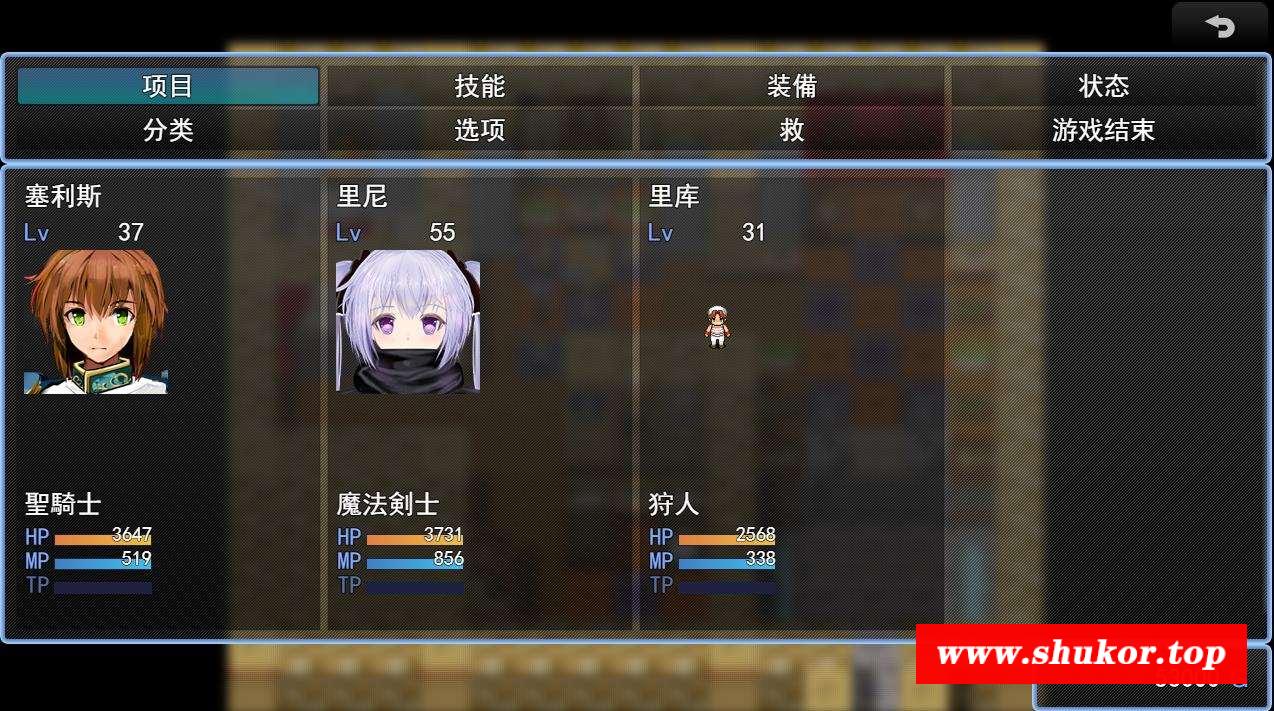 项目 技能 装備 状态
分类 选项 救 游戏结束
塞利斯 里尼 里库
Lv 37 Lv 55 Lv 31
聖騎士 魔法剣士 狩人
HP 3647 HP 3731 HP 2568
MP 519 MP 856 MP 338
TP TP TP
www.shukor.top
G